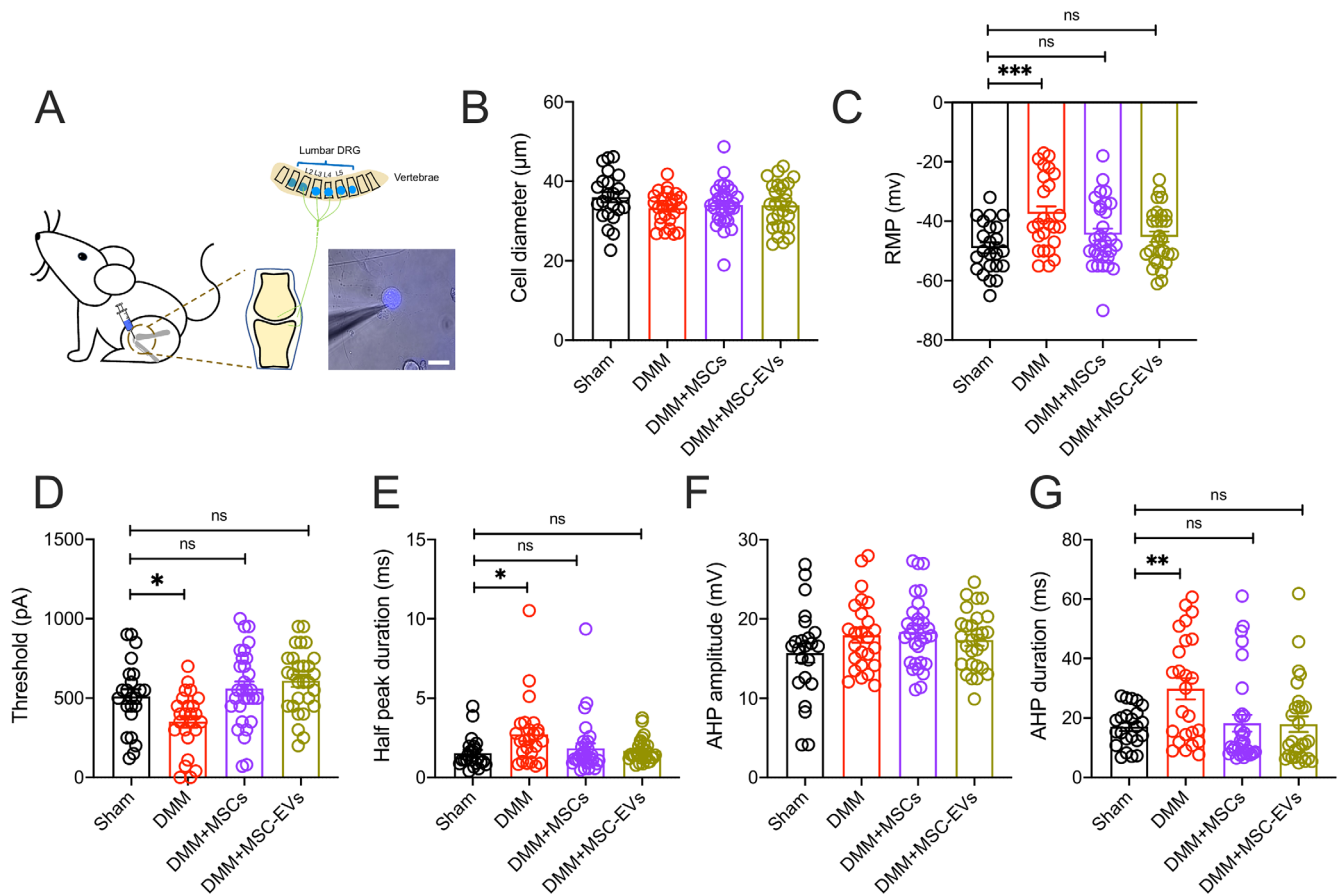 A
Lumbar DRG
L2 L3 L4 L5
Vertebrae
B
Cell diameter (μm)
60
40
20
0
Sham
DMM
DMM+MSCs
DMM+MSC-EVs
C
ns
ns
***
RMP (mv)
0
-20
-40
-60
-80
Sham
DMM
DMM+MSCs
DMM+MSC-EVs
D
ns
ns
*
Threshold (pA)
1500
1000
500
0
Sham
DMM
DMM+MSCs
DMM+MSC-EVs
E
ns
ns
*
Half peak duration (ms)
15
10
5
0
Sham
DMM
DMM+MSCs
DMM+MSC-EVs
F
AHP amplitude (mV)
30
20
10
0
Sham
DMM
DMM+MSCs
DMM+MSC-EVs
G
ns
ns
**
AHP duration (ms)
80
60
40
20
0
Sham
DMM
DMM+MSCs
DMM+MSC-EVs